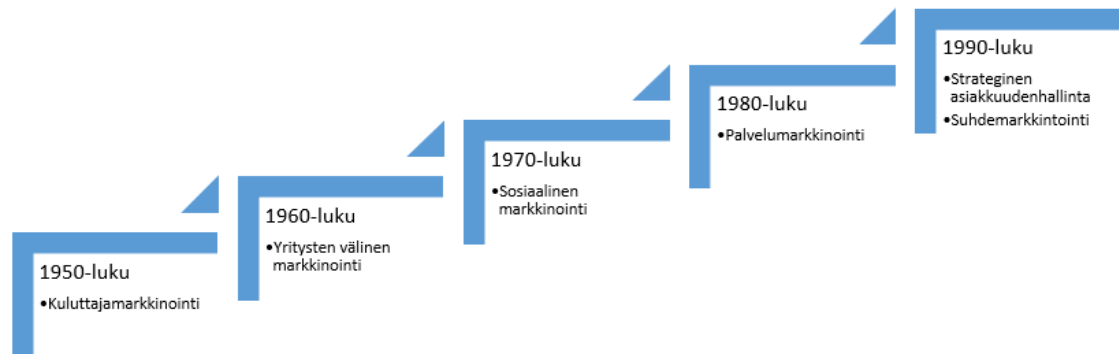 1950-luku
•Kuluttajamarkkinointi
1960-luku
•Yritysten välinen
markkinointi
1970-luku
•Sosiaalinen
markkinointi
1980-luku
•Palvelumarkkinointi
1990-luku
•Strateginen
asiakkuudenhallinta
•Suhdemarkkintointi